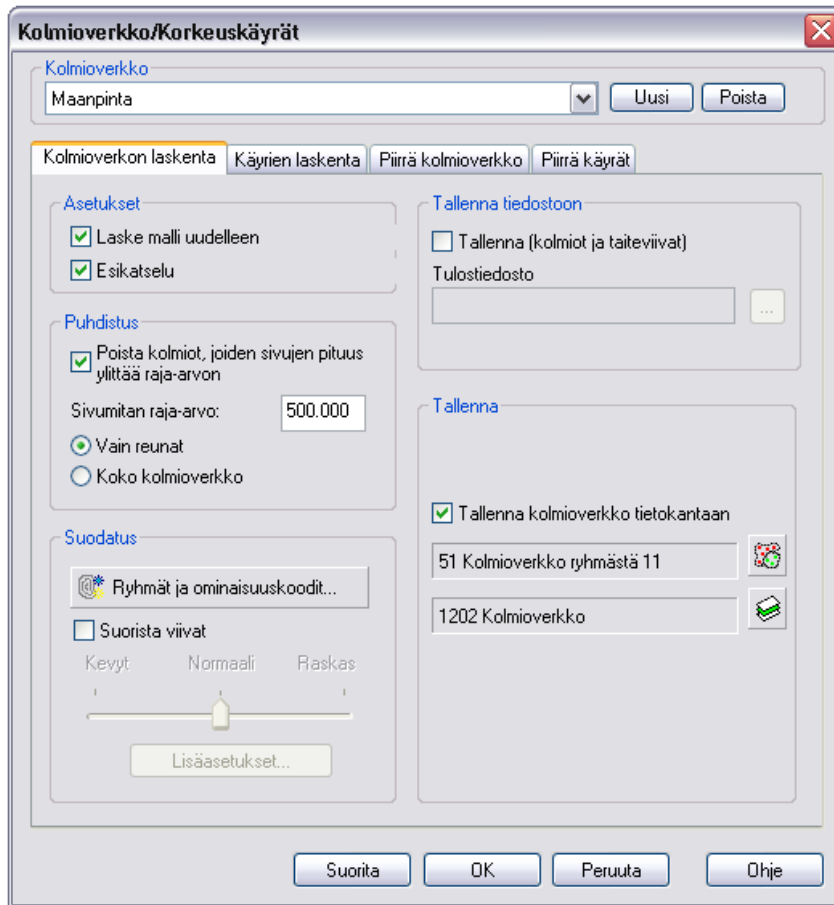 Kolmioverkko/Korkeuskäyrät
Kolmioverkko
Maanpinta
Uusi
Poista
Kolmioverkon laskenta
Käyrien laskenta
Piirrä kolmioverkko
Piirrä käyrät
Asetukset
Laske malli uudelleen
Esikatselu
Puhdistus
Poista kolmiot, joiden sivujen pituus
ylittää raja-arvon
Sivumitan raja-arvo:
500.000
Vain reunat
Koko kolmioverkko
Suodatus
Ryhmät ja ominaisuuskoodit...
Suorista viivat
Kevyt
Normaali
Raskas
Lisäasetukset...
Tallenna tiedostoon
Tallenna (kolmiot ja taiteviivat)
Tulostiedosto
...
Tallenna
Tallenna kolmioverkko tietokantaan
51 Kolmioverkko ryhmästä 11
1202 Kolmioverkko
Suorita
OK
Peruuta
Ohje